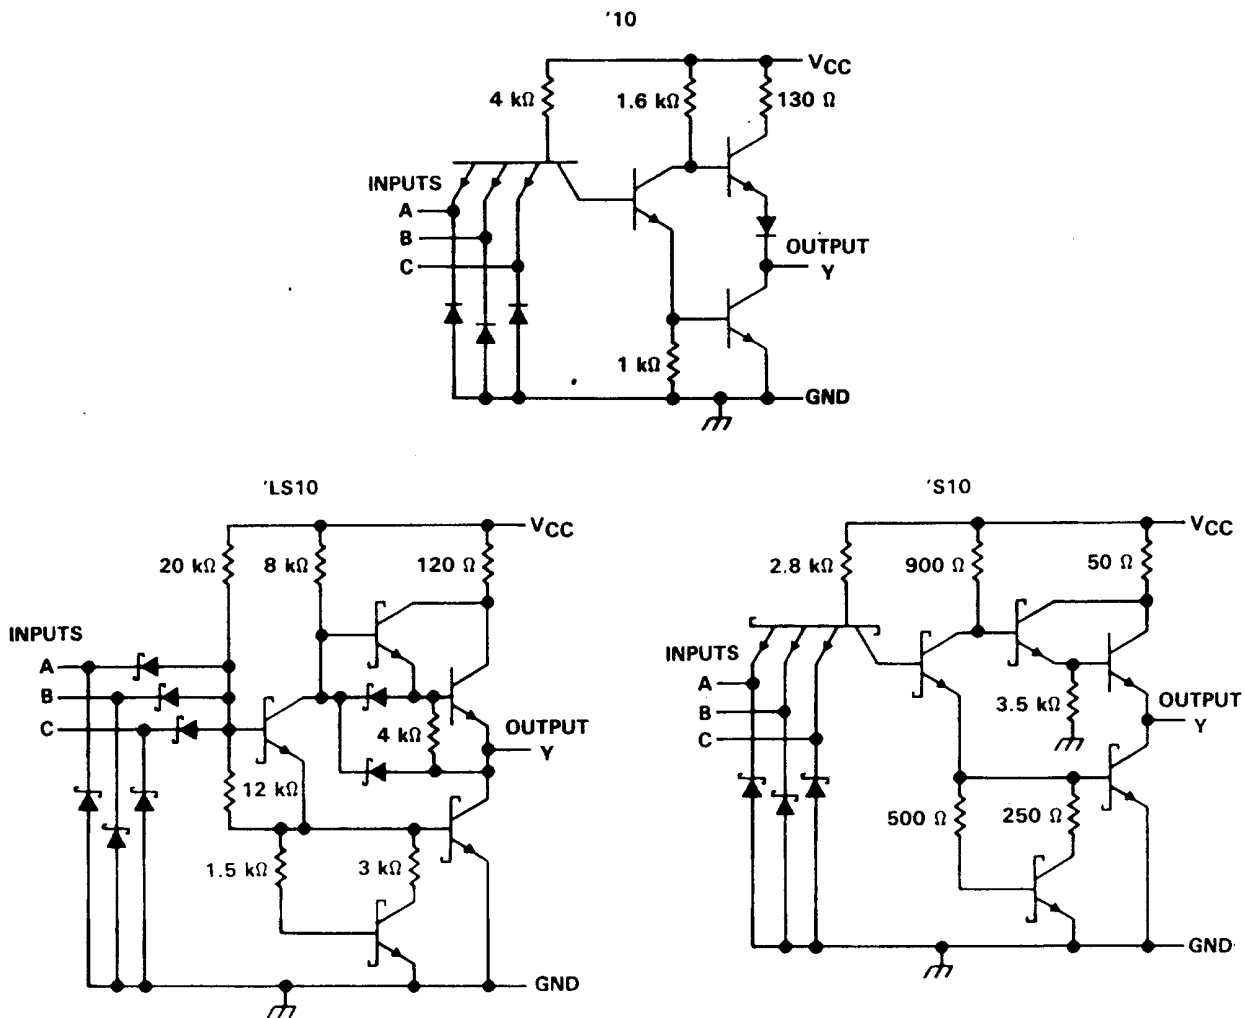 '10
VCC
4 kΩ
1.6 kΩ
130 Ω
INPUTS
A
B
C
OUTPUT
Y
1 kΩ
GND
'LS10
VCC
20 kΩ
8 kΩ
120 Ω
INPUTS
A
B
C
4 kΩ
OUTPUT
Y
12 kΩ
1.5 kΩ
3 kΩ
GND
'S10
VCC
2.8 kΩ
900 Ω
50 Ω
INPUTS
A
B
C
3.5 kΩ
OUTPUT
Y
500 Ω
250 Ω
GND